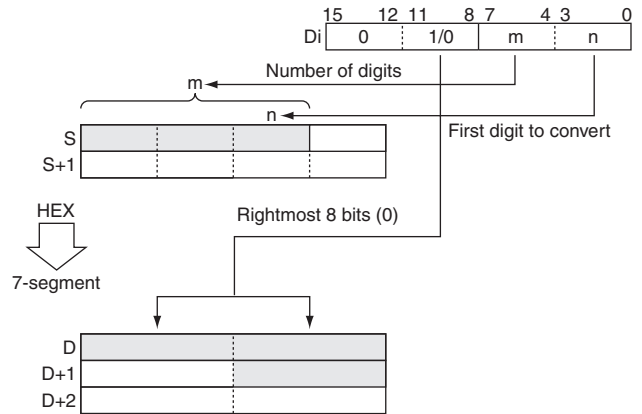 15 12 11 8 7 4 3 0
Di 0 1/0 m n
Number of digits
m
n
First digit to convert
S
S+1
HEX
Rightmost 8 bits (0)
7-segment
D
D+1
D+2